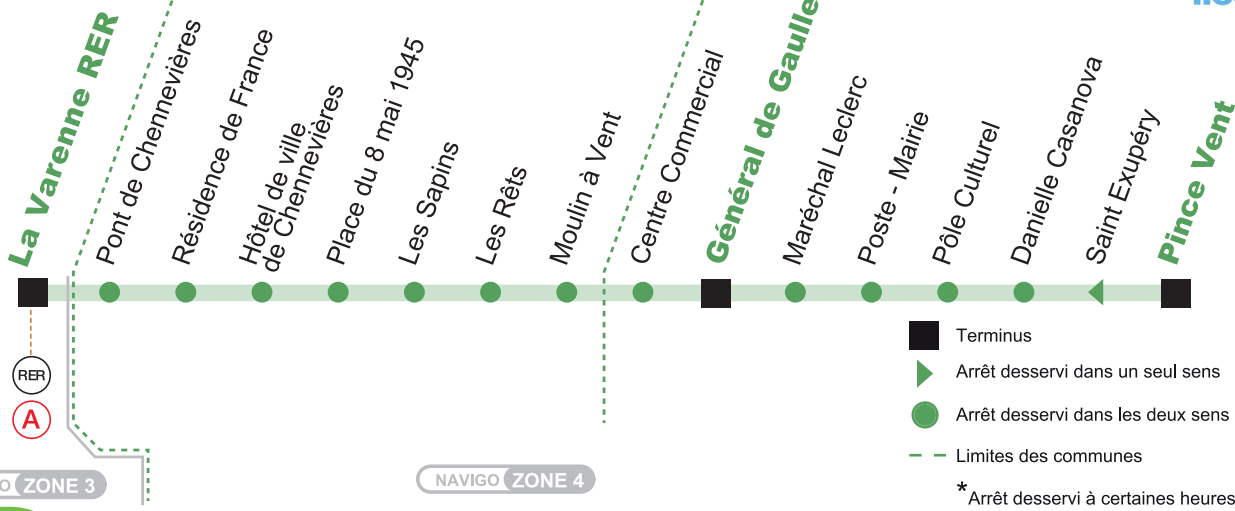 La Varenne RER
Pont de Chennevières
Résidence de France
Hôtel de ville
de Chennevières
Place du 8 mai 1945
Les Sapins
Les Rêts
Moulin à Vent
Centre Commercial
Général de Gaulle
Maréchal Leclerc
Poste - Mairie
Pôle Culturel
Danielle Casanova
Saint Exupéry
Pince Vent
RER
A
ZONE 3
NAVIGO ZONE 4
Terminus
Arrêt desservi dans un seul sens
Arrêt desservi dans les deux sens
Limites des communes
*Arrêt desservi à certaines heures